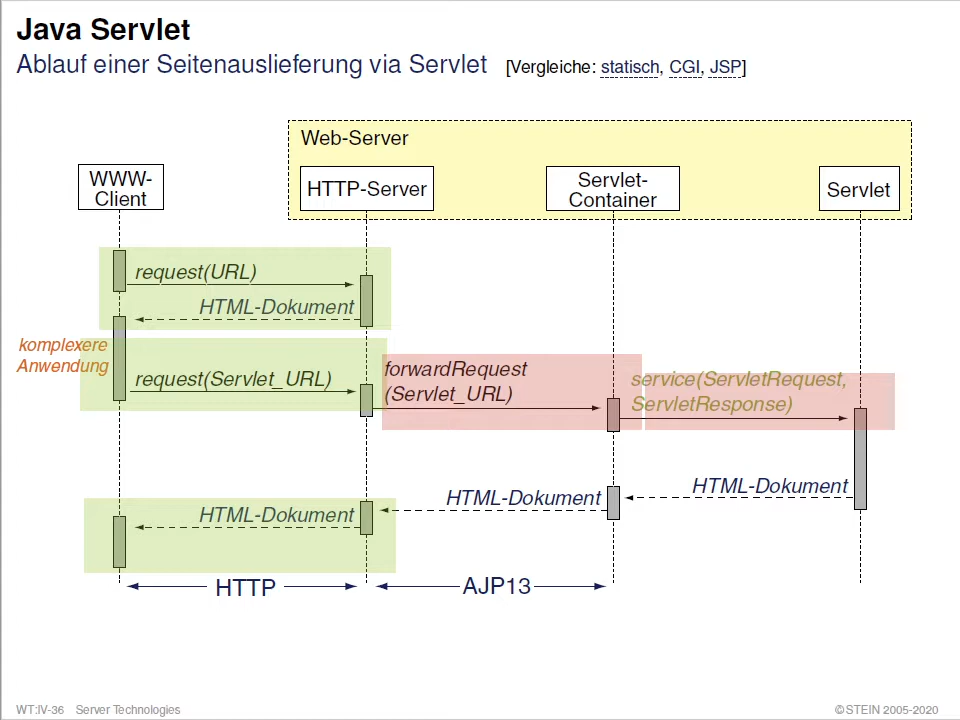 Java Servlet
Ablauf einer Seitenauslieferung via Servlet [Vergleiche: statisch, CGI, JSP]
Web-Server
WWW-
Client
HTTP-Server
Servlet-
Container
Servlet
request(URL)
HTML-Dokument
komplexere
Anwendung
request(Servlet_URL)
forwardRequest
(Servlet_URL)
service(ServletRequest,
ServletResponse)
HTML-Dokument
HTML-Dokument
HTML-Dokument
HTTP
AJP13
WT:IV-36 Server Technologies
©STEIN 2005-2020